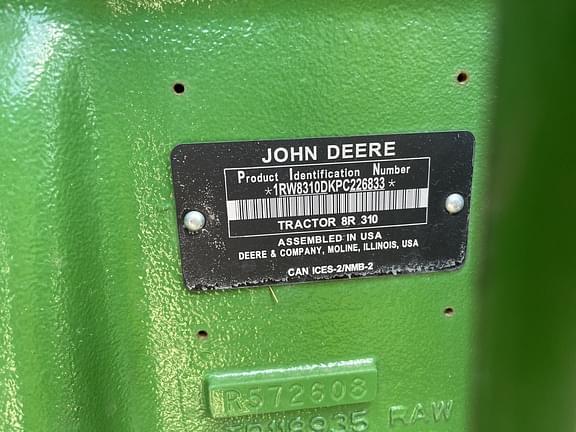 JOHN DEERE
Product Identification Number
*1RW8310DKPC226833*
TRACTOR 8R 310
ASSEMBLED IN USA
DEERE & COMPANY, MOLINE, ILLINOIS, USA
CAN ICES-2/NMB-2
R572608
RAW